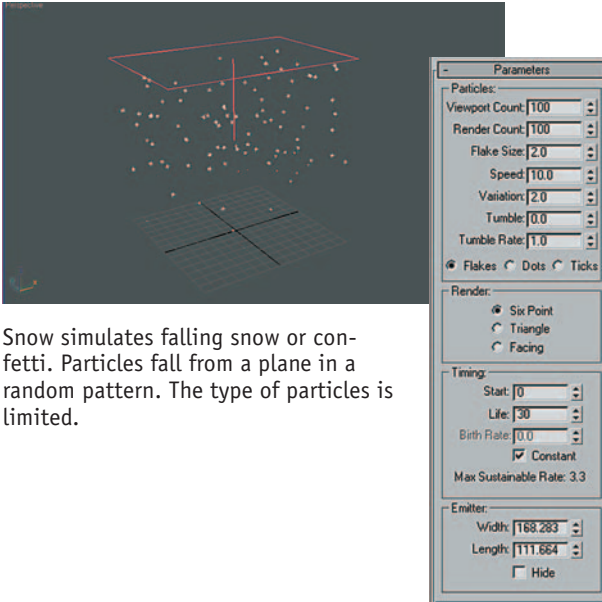 Perspective
Snow simulates falling snow or con-
fetti. Particles fall from a plane in a
random pattern. The type of particles is
limited.
- Parameters
Particles:
Viewport Count: 100
Render Count: 100
Flake Size: 2.0
Speed: 10.0
Variation: 2.0
Tumble: 0.0
Tumble Rate: 1.0
Flakes Dots Ticks
Render:
Six Point
Triangle
Facing
Timing:
Start: 0
Life: 30
Birth Rate: 0.0
Constant
Max Sustainable Rate: 3.3
Emitter:
Width: 168.283
Length: 111.664
Hide